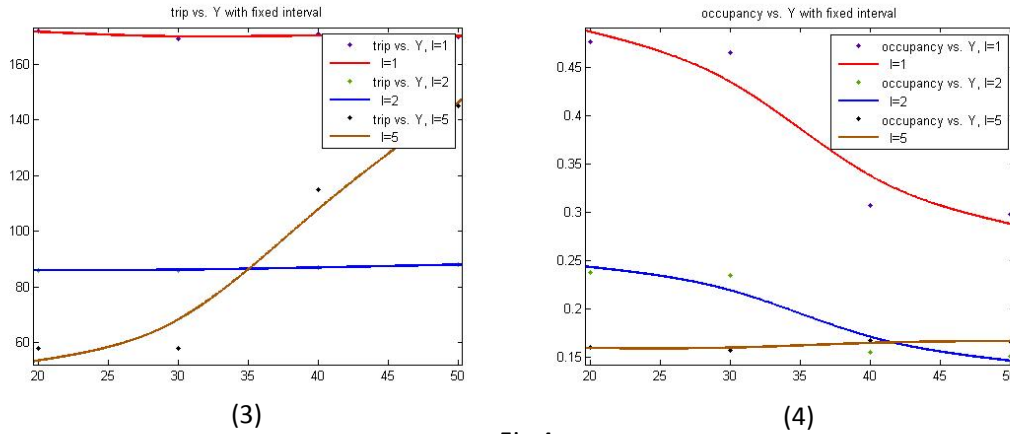 trip vs. Y with fixed interval
160
140
120
100
80
60
20 25 30 35 40 45 50
trip vs. Y, I=1
I=1
trip vs. Y, I=2
I=2
trip vs. Y, I=5
I=5
(3)
occupancy vs. Y with fixed interval
0.45
0.4
0.35
0.3
0.25
0.2
0.15
20 25 30 35 40 45 50
occupancy vs. Y, I=1
I=1
occupancy vs. Y, I=2
I=2
occupancy vs. Y, I=5
I=5
(4)